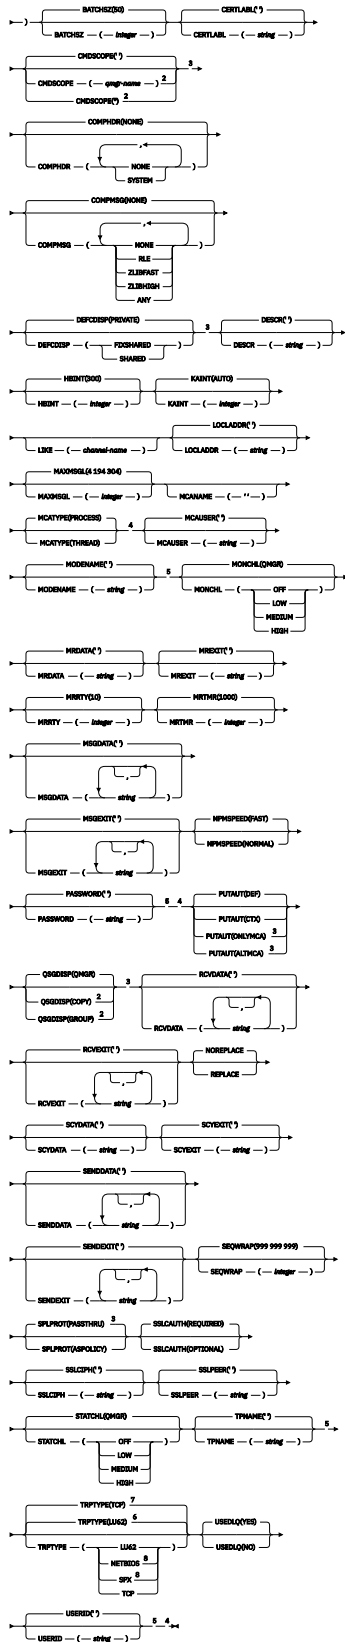 BATCHSZ(50) CERTLABL(' ')
) BATCHSZ ( integer ) CERTLABL ( string )
CMDSCOPE(' ') 3
CMDSCOPE ( qmgr-name ) 2
CMDSCOPE(*) 2
COMPHDR(NONE)
,
COMPHDR ( NONE )
SYSTEM
COMPMSG(NONE)
,
COMPMSG ( NONE )
RLE
ZLIBFAST
ZLIBHIGH
ANY
DEFCDISP(PRIVATE) 3 DESCR(' ')
DEFCDISP ( FIXSHARED ) DESCR ( string )
SHARED
HBINT(300) KAINT(AUTO)
HBINT ( integer ) KAINT ( integer )
LOCLADDR(' ')
LIKE ( channel-name ) LOCLADDR ( string )
MAXMSGL(4 194 304)
MAXMSGL ( integer ) MCANAME ( ' ' )
MCATYPE(PROCESS) 4 MCAUSER(' ')
MCATYPE(THREAD) MCAUSER ( string )
MODENAME(' ') 5 MONCHL(QMGR)
MODENAME ( string ) MONCHL ( OFF )
LOW
MEDIUM
HIGH
MRDATA(' ') MREXIT(' ')
MRDATA ( string ) MREXIT ( string )
MRRTY(10) MRTMR(1000)
MRRTY ( integer ) MRTMR ( integer )
MSGDATA(' ')
,
MSGDATA ( string )
MSGEXIT(' ') NPMSPEED(FAST)
, NPMSPEED(NORMAL)
MSGEXIT ( string )
PASSWORD(' ') 5 4 PUTAUT(DEF)
PASSWORD ( string ) PUTAUT(CTX)
PUTAUT(ONLYMCA) 3
PUTAUT(ALTMCA) 3
QSGDISP(QMGR) 3 RCVDATA(' ')
QSGDISP(COPY) 2 ,
QSGDISP(GROUP) 2 RCVDATA ( string )
RCVEXIT(' ') NOREPLACE
, REPLACE
RCVEXIT ( string )
SCYDATA(' ') SCYEXIT(' ')
SCYDATA ( string ) SCYEXIT ( string )
SENDDATA(' ')
,
SENDDATA ( string )
SENDEXIT(' ') SEQWRAP(999 999 999)
, SEQWRAP ( integer )
SENDEXIT ( string )
SPLPROT(PASSTHRU) 3 SSLCAUTH(REQUIRED)
SPLPROT(ASPOLICY) SSLCAUTH(OPTIONAL)
SSLCIPH(' ') SSLPEER(' ')
SSLCIPH ( string ) SSLPEER ( string )
STATCHL(QMGR) TPNAME(' ') 5
STATCHL ( OFF ) TPNAME ( string )
LOW
MEDIUM
HIGH
TRPTYPE(TCP) 7
TRPTYPE(LU62) 6 USEDLQ(YES)
TRPTYPE ( LU62 ) USEDLQ(NO)
NETBIOS 8
SPX 8
TCP
USERID(' ') 5 4
USERID ( string )